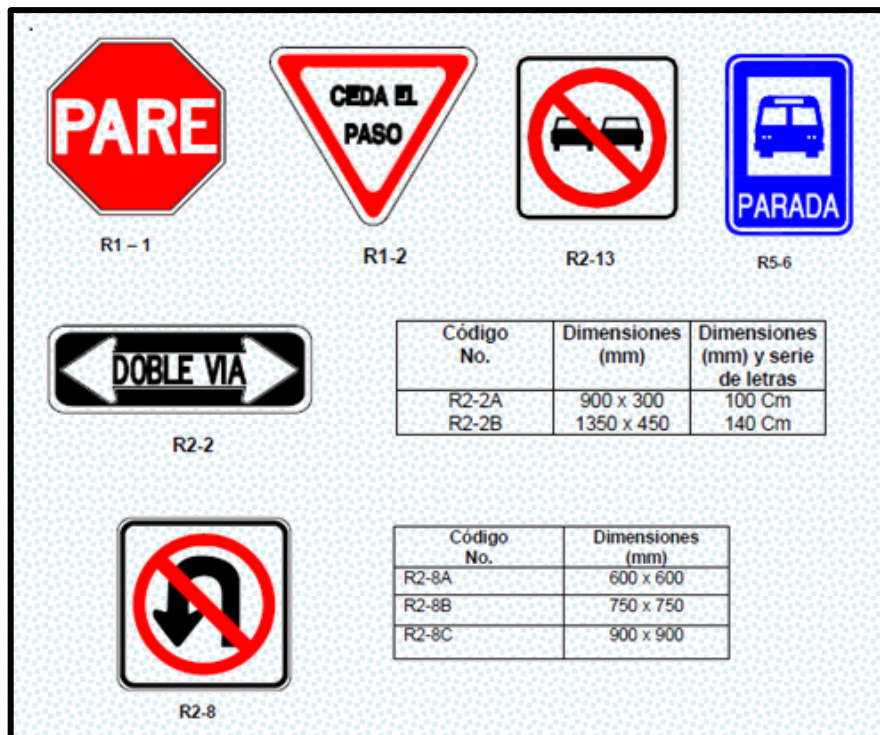 PARE
CEDA EL
PASO
PARADA
R1 – 1
R1-2
R2-13
R5-6
DOBLE VIA
R2-2
Código No. Dimensiones (mm) Dimensiones (mm) y serie de letras
R2-2A 900 x 300 100 Cm
R2-2B 1350 x 450 140 Cm
R2-8
Código No. Dimensiones (mm)
R2-8A 600 x 600
R2-8B 750 x 750
R2-8C 900 x 900